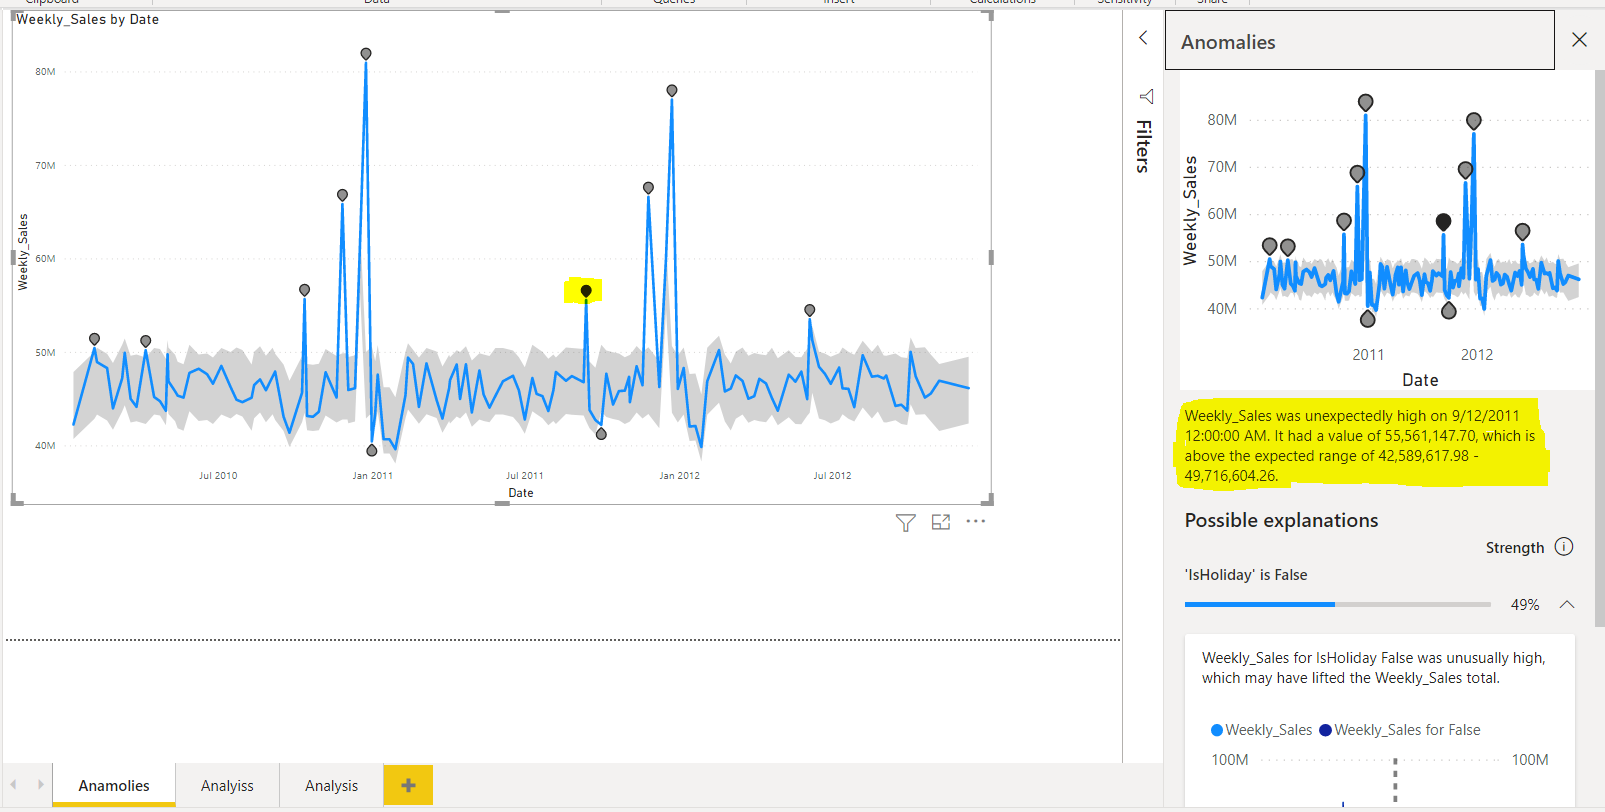 Clipboard
Data
Queries
Insert
Calculations
Sensitivity
Share
Weekly_Sales by Date
80M
70M
60M
50M
40M
Weekly_Sales
Jul 2010
Jan 2011
Jul 2011
Jan 2012
Jul 2012
Date
Filters
Anomalies
80M
70M
60M
50M
40M
Weekly_Sales
2011
2012
Date
Weekly_Sales was unexpectedly high on 9/12/2011
12:00:00 AM. It had a value of 55,561,147.70, which is
above the expected range of 42,589,617.98 -
49,716,604.26.
Possible explanations
Strength
'IsHoliday' is False
49%
Weekly_Sales for IsHoliday False was unusually high,
which may have lifted the Weekly_Sales total.
Weekly_Sales
Weekly_Sales for False
100M
100M
Anamolies
Analyiss
Analysis